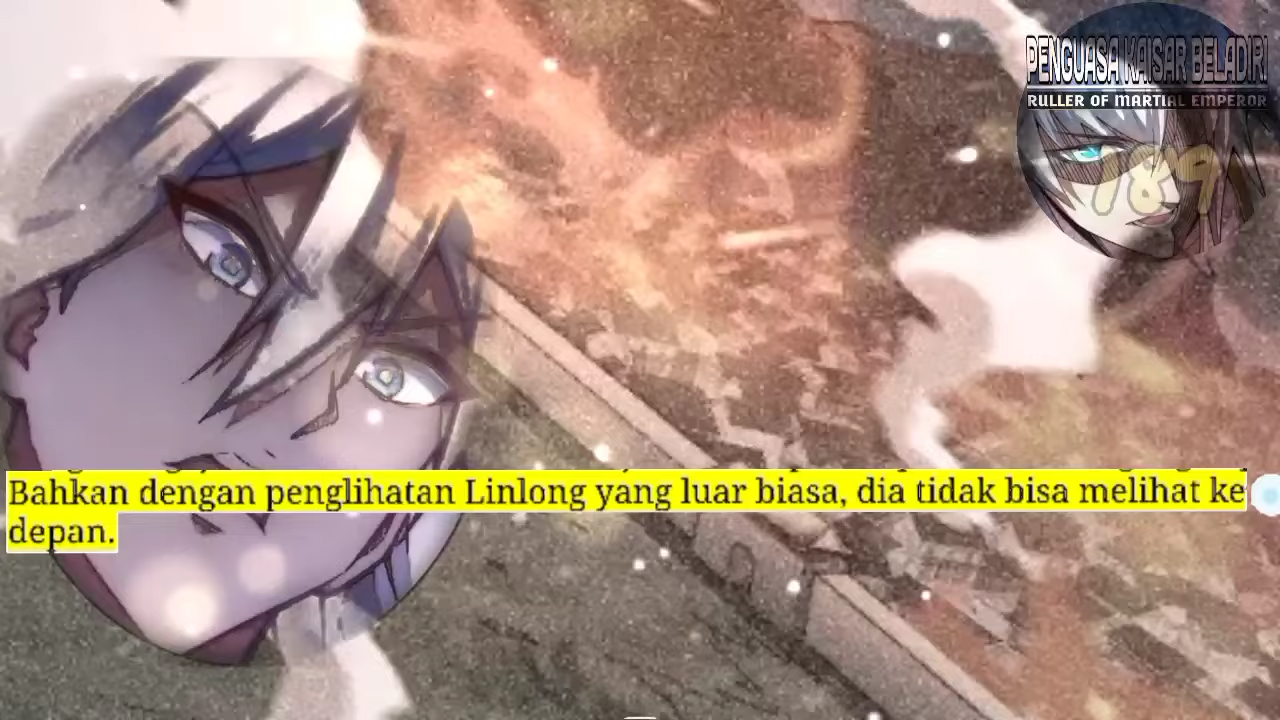 PENGUASA KAISAR BELADIRI
RULLER OF MARTIAL EMPEROR
Bahkan dengan penglihatan Linlong yang luar biasa, dia tidak bisa melihat ke
depan.